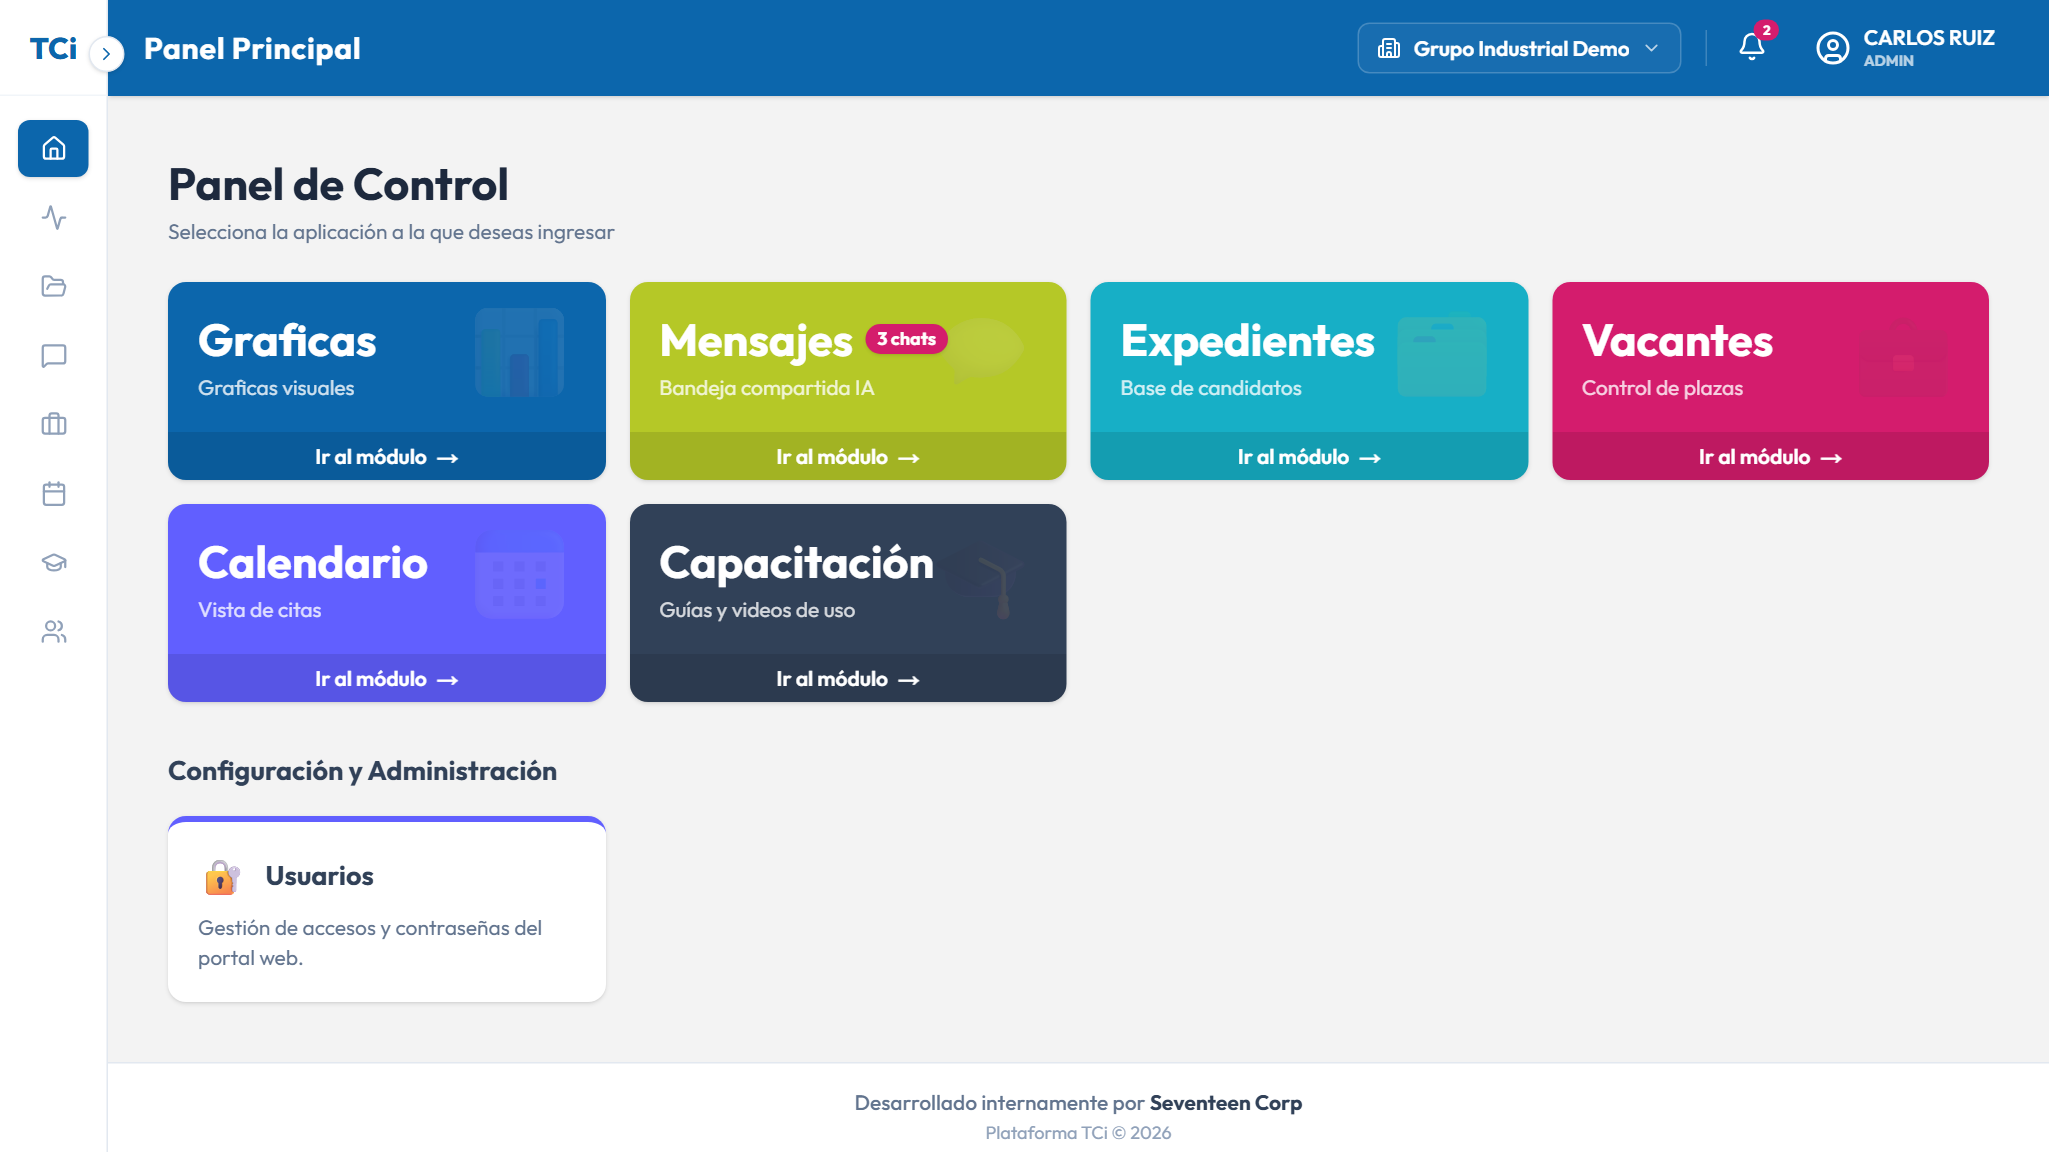 TCi
Panel Principal
Grupo Industrial Demo
2
CARLOS RUIZ
ADMIN
Panel de Control
Selecciona la aplicación a la que deseas ingresar
Graficas
Graficas visuales
Ir al módulo →
Mensajes
3 chats
Bandeja compartida IA
Ir al módulo →
Expedientes
Base de candidatos
Ir al módulo →
Vacantes
Control de plazas
Ir al módulo →
Calendario
Vista de citas
Ir al módulo →
Capacitación
Guías y videos de uso
Ir al módulo →
Configuración y Administración
Usuarios
Gestión de accesos y contraseñas del
portal web.
Desarrollado internamente por Seventeen Corp
Plataforma TCi © 2026